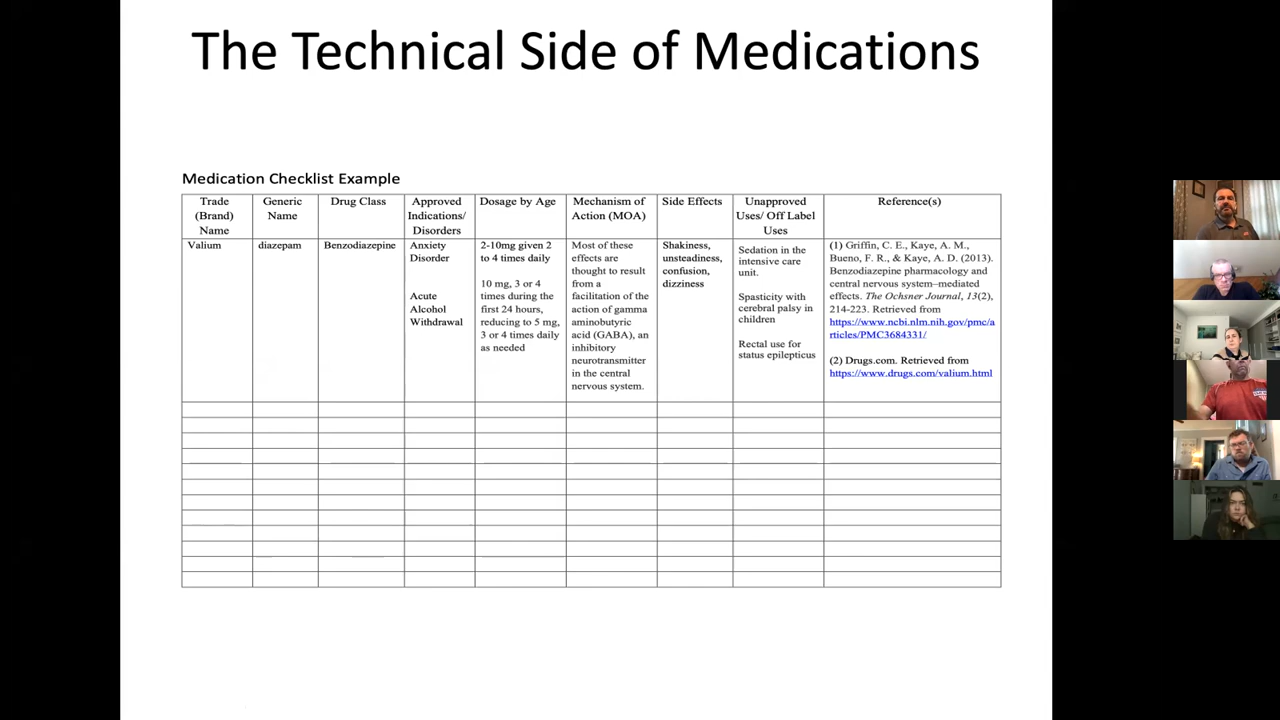 The Technical Side of Medications
Medication Checklist Example
Trade
(Brand)
Name
Generic
Name
Drug Class
Approved
Indications/
Disorders
Dosage by Age
Mechanism of
Action (MOA)
Side Effects
Unapproved
Uses/ Off Label
Uses
Reference(s)
Valium
diazepam
Benzodiazepine
Anxiety
Disorder
Acute
Alcohol
Withdrawal
2-10mg given 2
to 4 times daily
10 mg, 3 or 4
times during the
first 24 hours,
reducing to 5 mg,
3 or 4 times daily
as needed
Most of these
effects are
thought to result
from a
facilitation of the
action of gamma
aminobutyric
acid (GABA), an
inhibitory
neurotransmitter
in the central
nervous system.
Shakiness,
unsteadiness,
confusion,
dizziness
Sedation in the
intensive care
unit.
Spasticity with
cerebral palsy in
children
Rectal use for
status epilepticus
(1) Griffin, C. E., Kaye, A. M.,
Bueno, F. R., & Kaye, A. D. (2013).
Benzodiazepine pharmacology and
central nervous system–mediated
effects. The Ochsner Journal, 13(2),
214-223. Retrieved from
https://www.ncbi.nlm.nih.gov/pmc/a
rticles/PMC3684331/
(2) Drugs.com. Retrieved from
https://www.drugs.com/valium.html